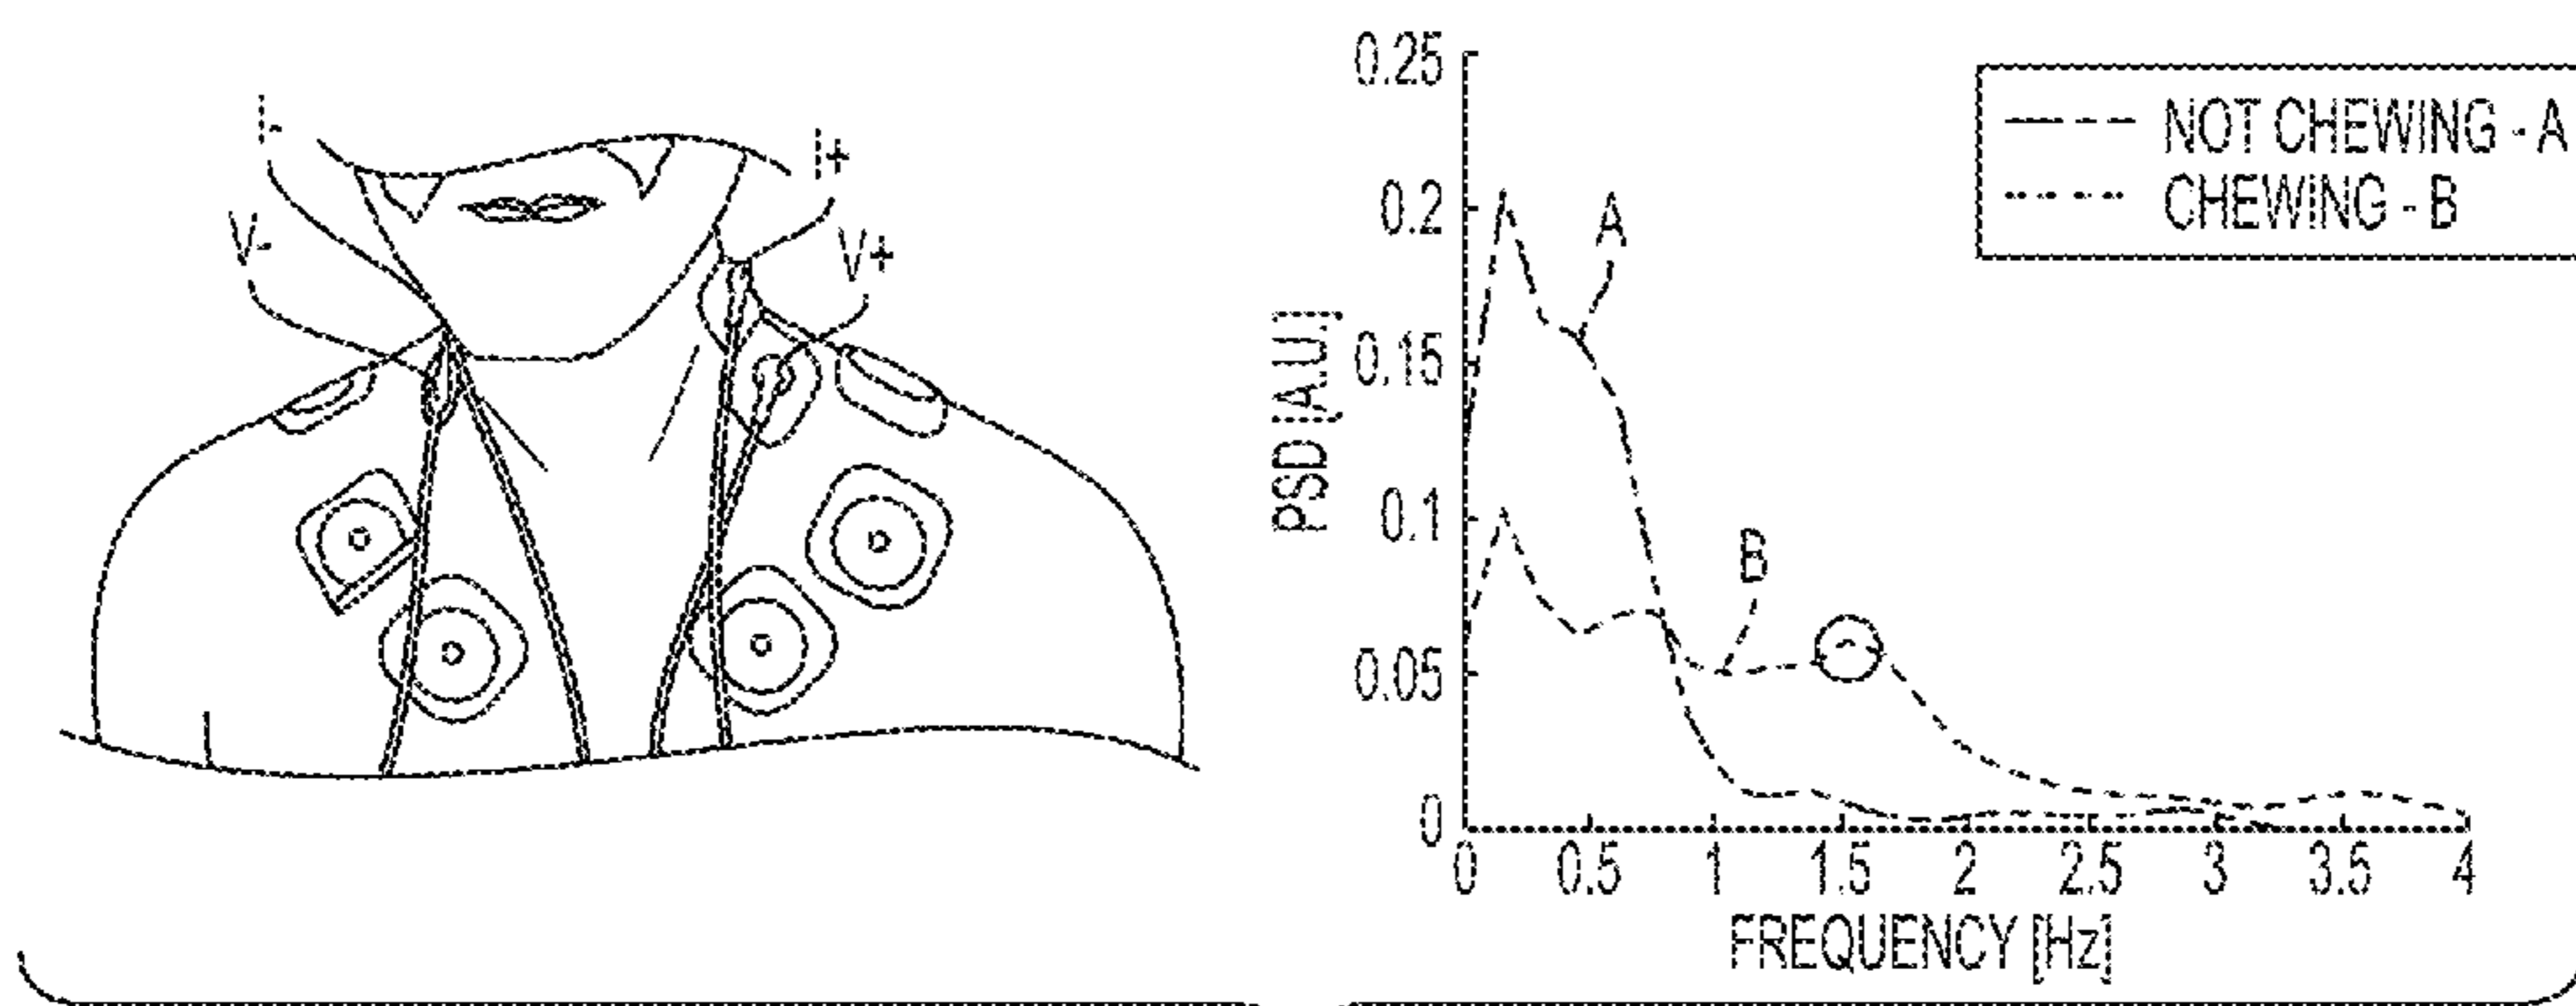 I-
I+
V-
V+
0.25
0.2
0.15
0.1
0.05
0
PSD [A.U.]
A
B
NOT CHEWING - A
CHEWING - B
0 0.5 1 1.5 2 2.5 3 3.5 4
FREQUENCY [Hz]